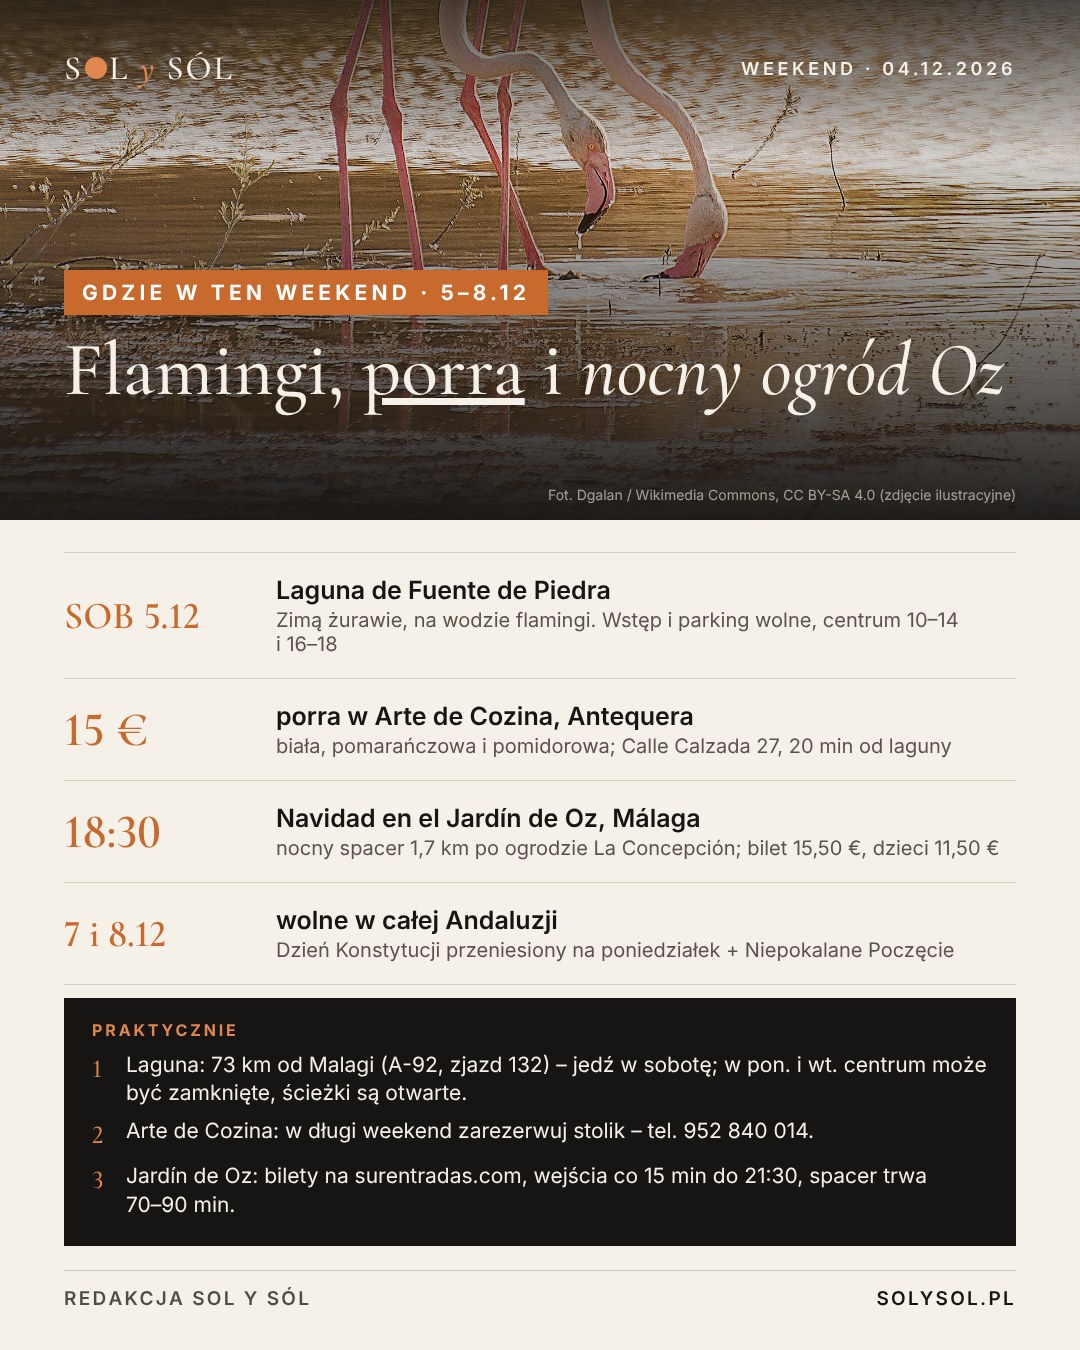 SOL y SÓL
WEEKEND · 04.12.2026
GDZIE W TEN WEEKEND · 5–8.12
Flamingi, porra i nocny ogród Oz
Fot. Dgalan / Wikimedia Commons, CC BY-SA 4.0 (zdjęcie ilustracyjne)
SOB 5.12
Laguna de Fuente de Piedra
Zimą żurawie, na wodzie flamingi. Wstęp i parking wolne, centrum 10–14
i 16–18
15 €
porra w Arte de Cozina, Antequera
biała, pomarańczowa i pomidorowa; Calle Calzada 27, 20 min od laguny
18:30
Navidad en el Jardín de Oz, Málaga
nocny spacer 1,7 km po ogrodzie La Concepción; bilet 15,50 €, dzieci 11,50 €
7 i 8.12
wolne w całej Andaluzji
Dzień Konstytucji przeniesiony na poniedziałek + Niepokalane Poczęcie
PRAKTYCZNIE
1 Laguna: 73 km od Malagi (A-92, zjazd 132) – jedź w sobotę; w pon. i wt. centrum może
być zamknięte, ścieżki są otwarte.
2 Arte de Cozina: w długi weekend zarezerwuj stolik – tel. 952 840 014.
3 Jardín de Oz: bilety na surentradas.com, wejścia co 15 min do 21:30, spacer trwa
70–90 min.
REDAKCJA SOL Y SÓL
SOLYSOL.PL